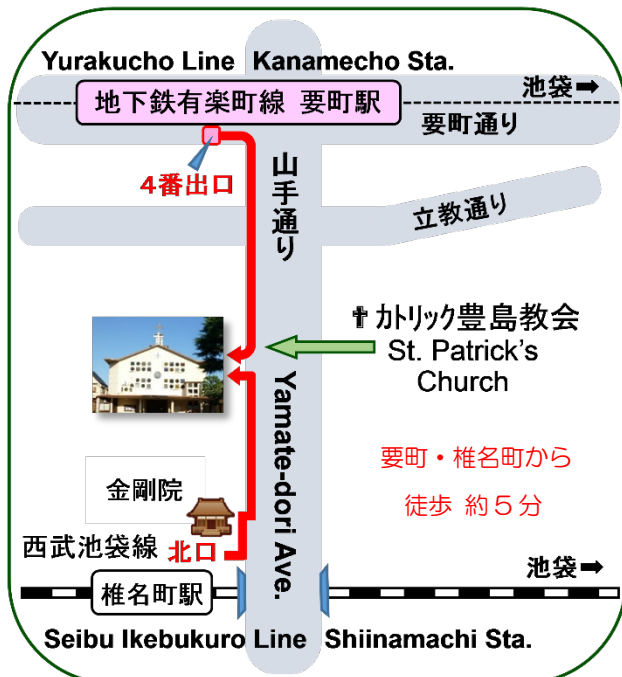 Yurakucho Line Kanamecho Sta.
池袋➡
地下鉄有楽町線 要町駅
要町通り
4番出口
山手通り
立教通り
✝カトリック豊島教会
St. Patrick's
Church
Yamate-dori Ave.
要町・椎名町から
徒歩 約5分
金剛院
西武池袋線 北口
池袋➡
椎名町駅
Seibu Ikebukuro Line Shiinamachi Sta.